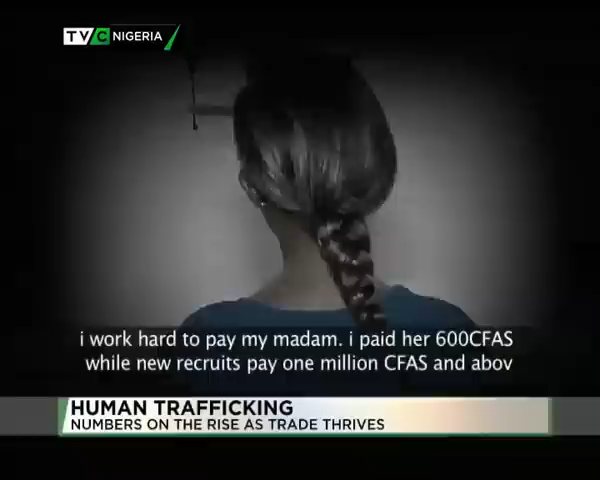 TVC NIGERIA
i work hard to pay my madam. i paid her 600CFAS
while new recruits pay one million CFAS and abov
HUMAN TRAFFICKING
NUMBERS ON THE RISE AS TRADE THRIVES